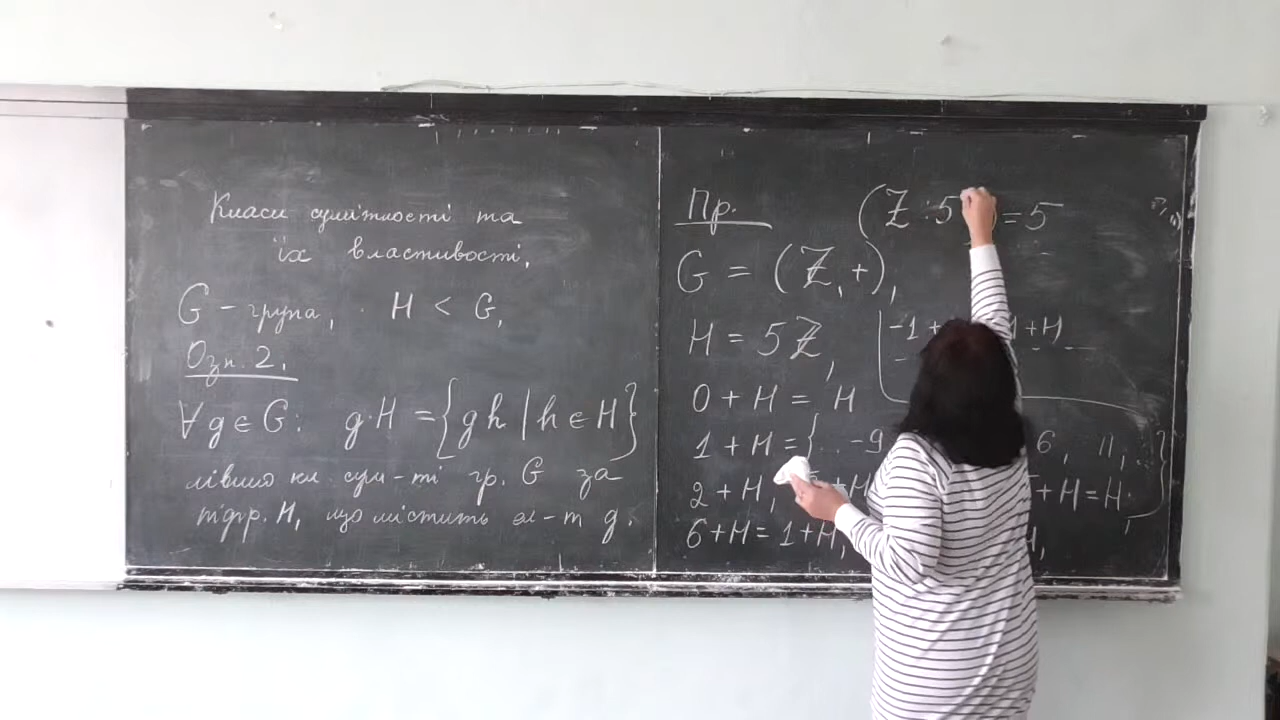 Класи суміжності та
їх властивості.
G - група, H < G,
Озн. 2.
∀g∈G: g·H = {gh | h∈H}
лівий кл. сум-ті гр. G за
підгр. H, що містить ел-т g.
Пр.
(ℤ : 5 ) = 5
G = (ℤ, +),
H = 5ℤ,
-1 + +H
0 + H = H
1 + H = {.. -9 6, 11,
2 + H, +H + H = H.
6 + H = 1 + H,